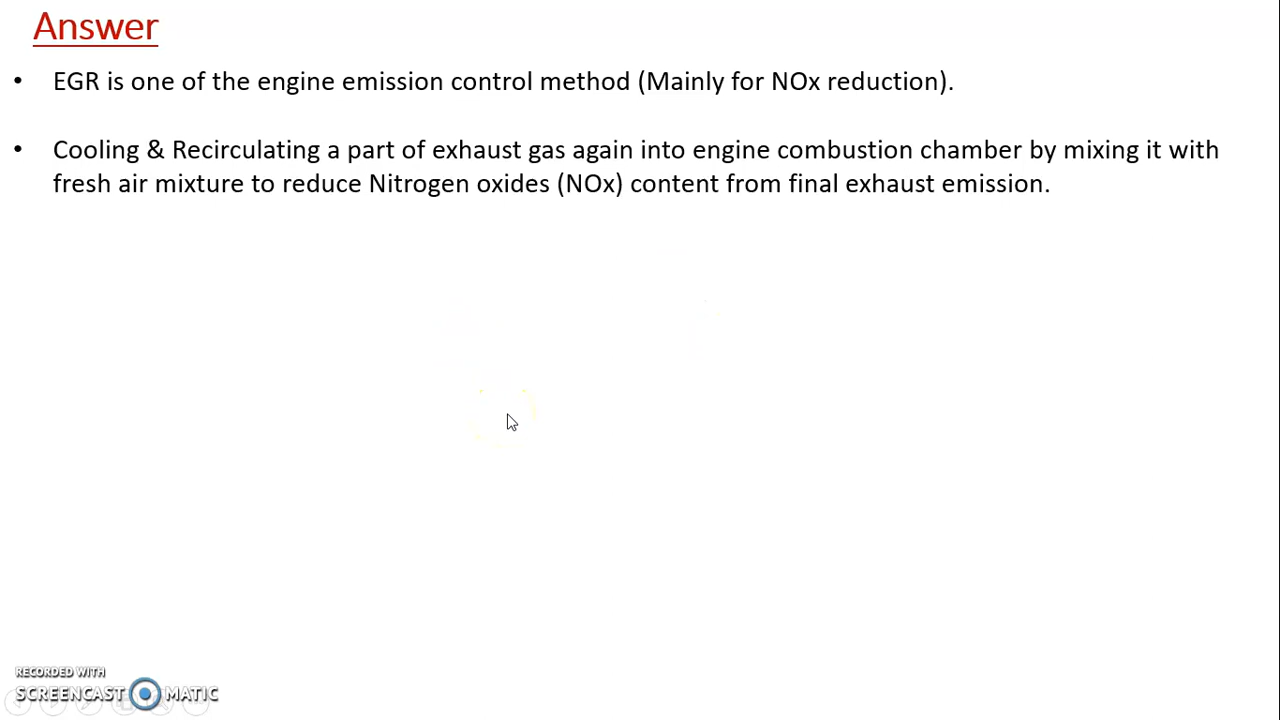 Answer
• EGR is one of the engine emission control method (Mainly for NOx reduction).
• Cooling & Recirculating a part of exhaust gas again into engine combustion chamber by mixing it with
fresh air mixture to reduce Nitrogen oxides (NOx) content from final exhaust emission.
RECORDED WITH
SCREENCAST MATIC